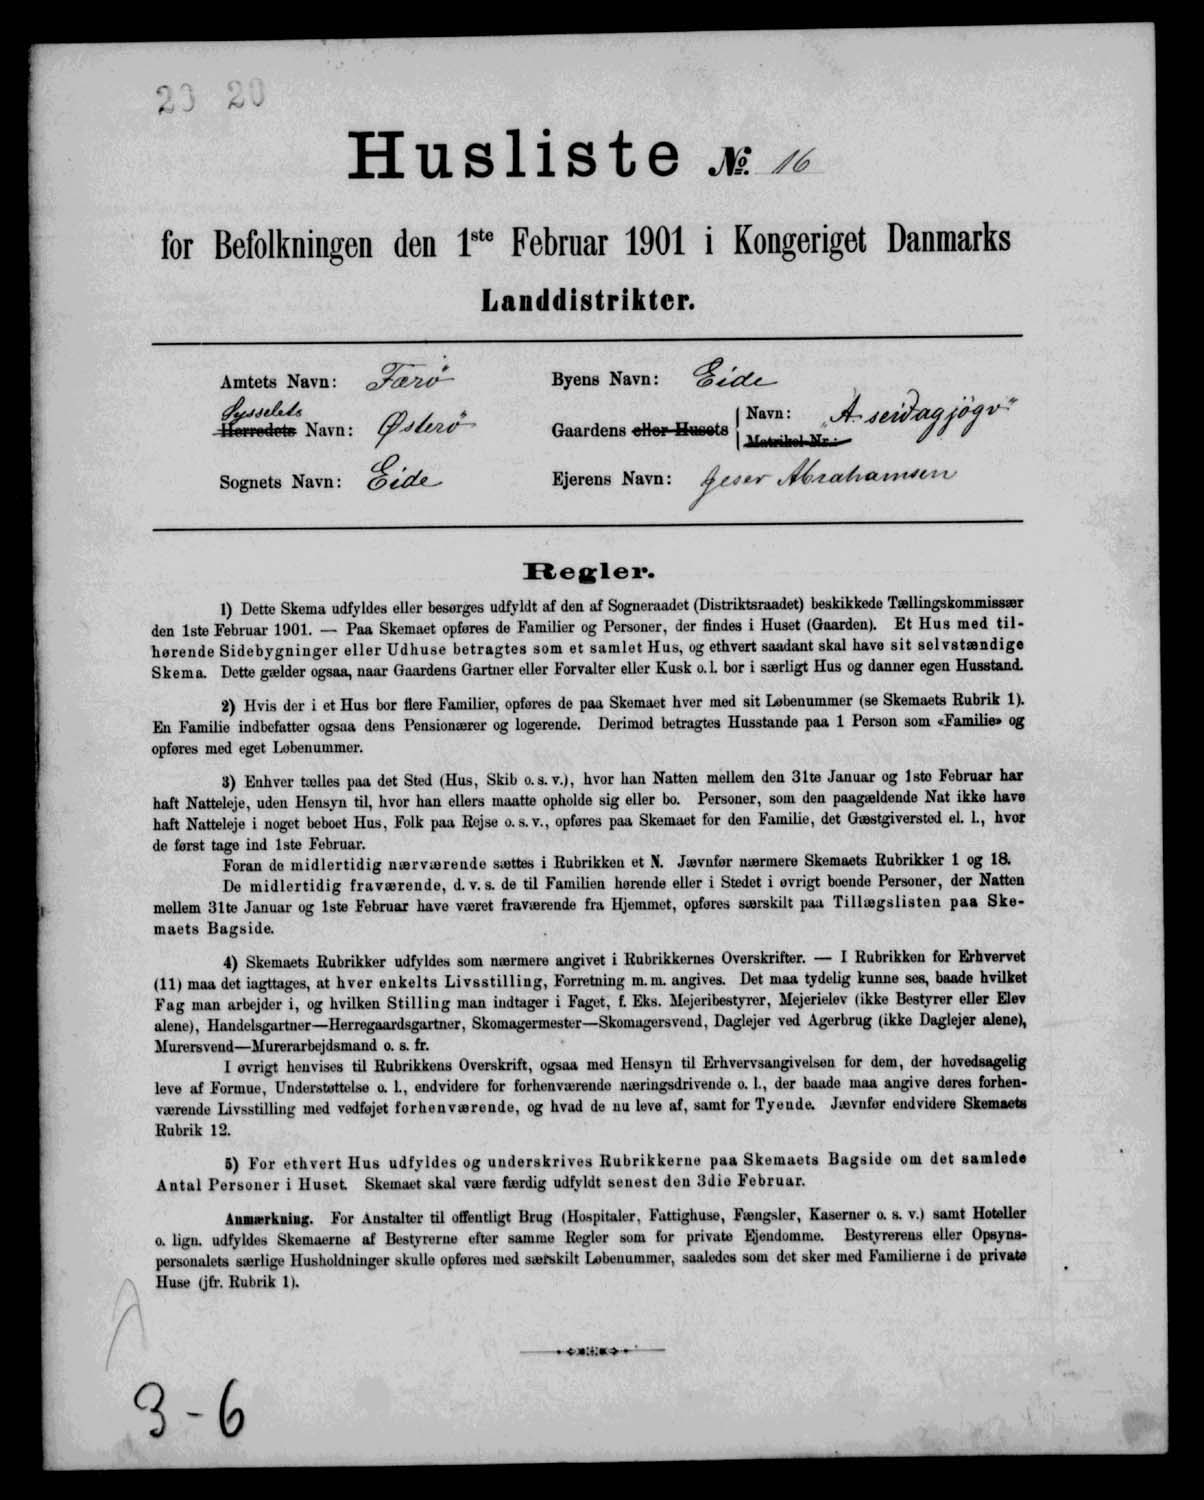 23 20
Husliste № 16
for Befolkningen den 1ste Februar 1901 i Kongeriget Danmarks
Landdistrikter.
Amtets Navn: Færø
Sysselets
Herredets Navn: Østerø
Sognets Navn: Eide
Byens Navn: Eide
Gaardens eller Husets Navn: „A seidagjögv“
Matrikel-Nr.:
Ejerens Navn: Jeser Abrahamsen
Regler.
1) Dette Skema udfyldes eller besørges udfyldt af den af Sogneraadet (Distriktsraadet) beskikkede Tællingskommissær
den 1ste Februar 1901. — Paa Skemaet opføres de Familier og Personer, der findes i Huset (Gaarden). Et Hus med til-
hørende Sidebygninger eller Udhuse betragtes som et samlet Hus, og ethvert saadant skal have sit selvstændige
Skema. Dette gælder ogsaa, naar Gaardens Gartner eller Forvalter eller Kusk o. l. bor i særligt Hus og danner egen Husstand.
2) Hvis der i et Hus bor flere Familier, opføres de paa Skemaet hver med sit Løbenummer (se Skemaets Rubrik 1).
En Familie indbefatter ogsaa dens Pensionærer og logerende. Derimod betragtes Husstande paa 1 Person som «Familie» og
opføres med eget Løbenummer.
3) Enhver tælles paa det Sted (Hus, Skib o. s. v.), hvor han Natten mellem den 31te Januar og 1ste Februar har
haft Natteleje, uden Hensyn til, hvor han ellers maatte opholde sig eller bo. Personer, som den paagældende Nat ikke have
haft Natteleje i noget beboet Hus, Folk paa Rejse o. s. v., opføres paa Skemaet for den Familie, det Gæstgiversted el. l., hvor
de først tage ind 1ste Februar.
Foran de midlertidig nærværende sættes i Rubrikken et N. Jævnfør nærmere Skemaets Rubrikker 1 og 18.
De midlertidig fraværende, d. v. s. de til Familien hørende eller i Stedet i øvrigt boende Personer, der Natten
mellem 31te Januar og 1ste Februar have været fraværende fra Hjemmet, opføres særskilt paa Tillægslisten paa Ske-
maets Bagside.
4) Skemaets Rubrikker udfyldes som nærmere angivet i Rubrikkernes Overskrifter. — I Rubrikken for Erhvervet
(11) maa det iagttages, at hver enkelts Livsstilling, Forretning m. m. angives. Det maa tydelig kunne ses, baade hvilket
Fag man arbejder i, og hvilken Stilling man indtager i Faget, f. Eks. Mejeribestyrer, Mejerielev (ikke Bestyrer eller Elev
alene), Handelsgartner—Herregaardsgartner, Skomagermester—Skomagersvend, Daglejer ved Agerbrug (ikke Daglejer alene),
Murersvend—Murerarbejdsmand o. s. fr.
I øvrigt henvises til Rubrikkens Overskrift, ogsaa med Hensyn til Erhvervsangivelsen for dem, der hovedsagelig
leve af Formue, Understøttelse o. l., endvidere for forhenværende næringsdrivende o. l., der baade maa angive deres forhen-
værende Livsstilling med vedføjet forhenværende, og hvad de nu leve af, samt for Tyende. Jævnfør endvidere Skemaets
Rubrik 12.
5) For ethvert Hus udfyldes og underskrives Rubrikkerne paa Skemaets Bagside om det samlede
Antal Personer i Huset. Skemaet skal være færdig udfyldt senest den 3die Februar.
Anmærkning. For Anstalter til offentligt Brug (Hospitaler, Fattighuse, Fængsler, Kaserner o. s. v.) samt Hoteller
o. lign. udfyldes Skemaerne af Bestyrerne efter samme Regler som for private Ejendomme. Bestyrerens eller Opsyns-
personalets særlige Husholdninger skulle opføres med særskilt Løbenummer, saaledes som det sker med Familierne i de private
Huse (jfr. Rubrik 1).
A
3-6